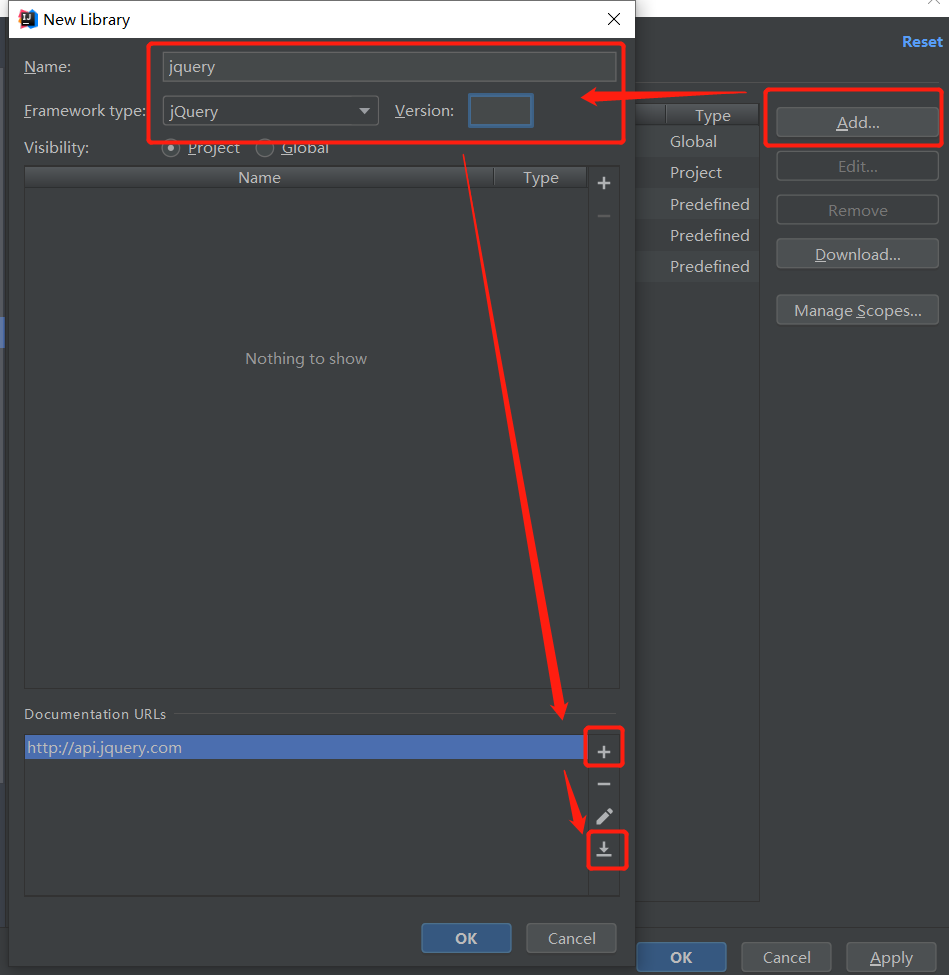 New Library
Reset
Name: jquery
Framework type: jQuery Version:
Visibility: Project Global
Name Type
Nothing to show
Documentation URLs
http://api.jquery.com
OK Cancel
Type
Global
Project
Predefined
Predefined
Predefined
Add...
Edit...
Remove
Download...
Manage Scopes...
OK Cancel Apply